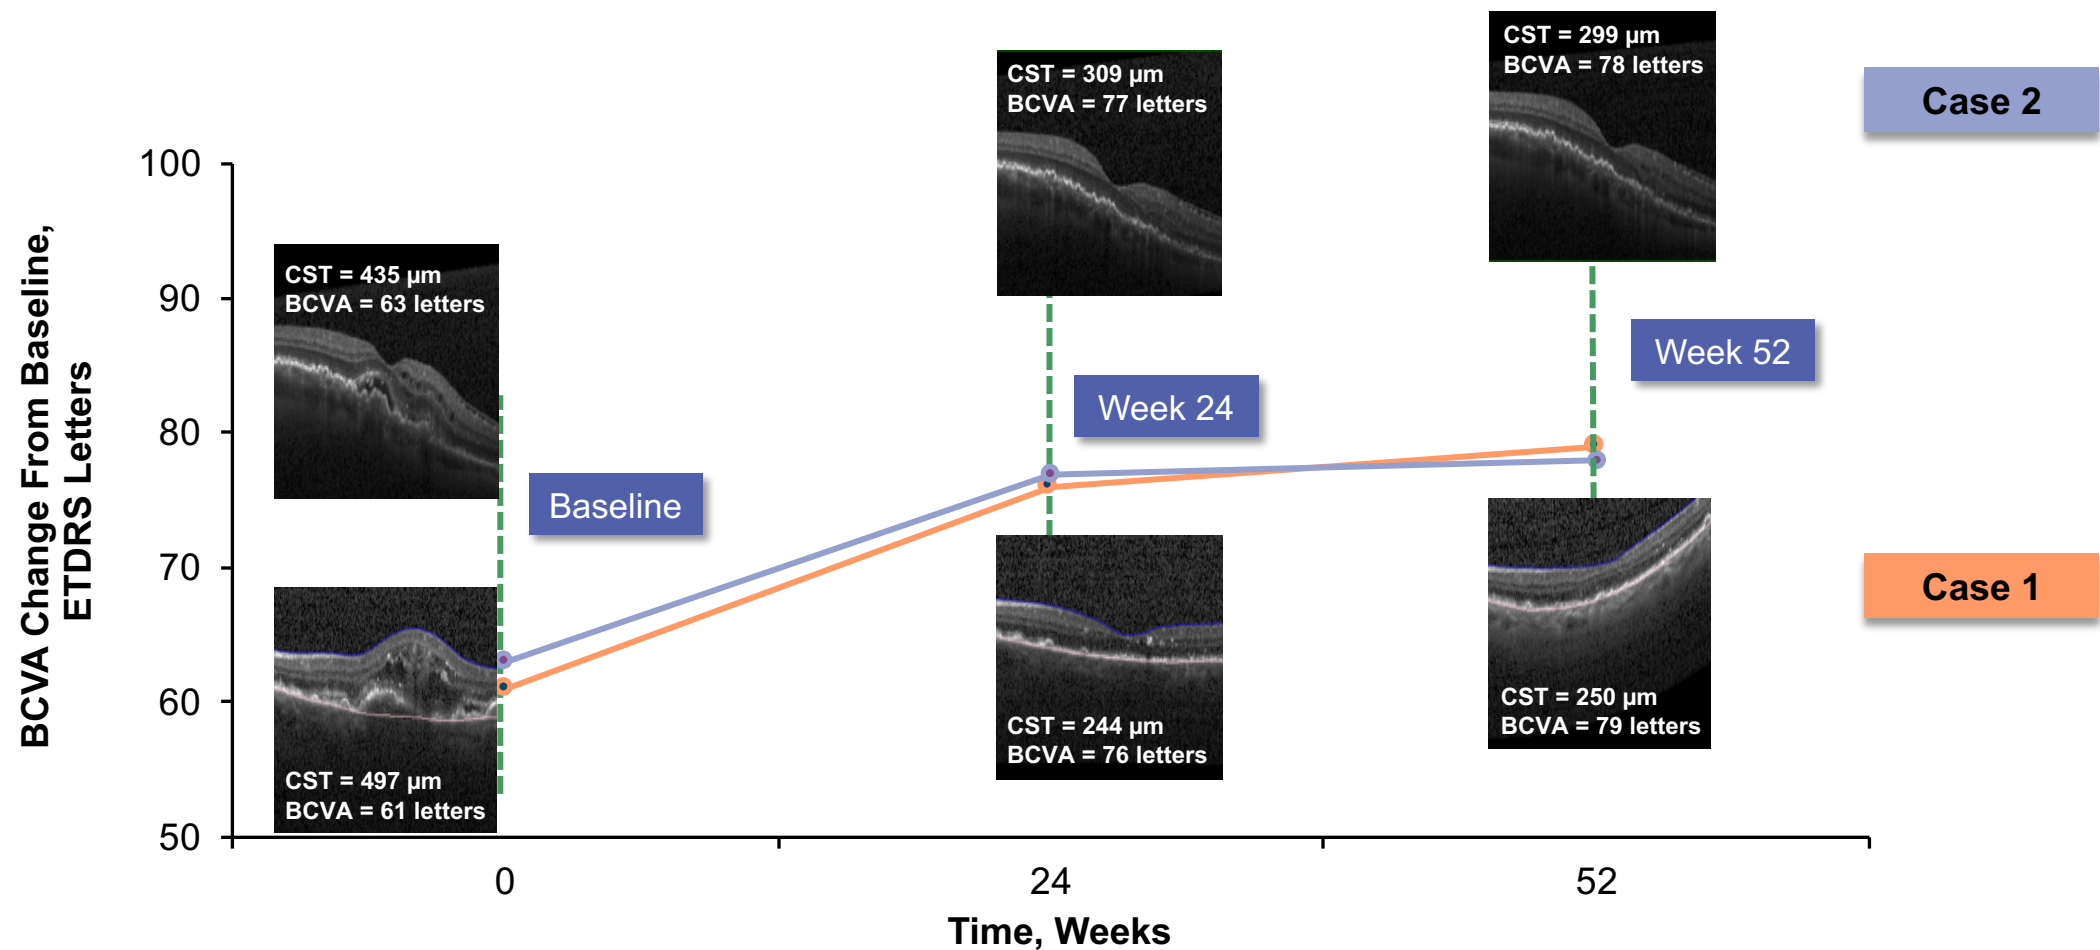 CST = 299 µm
BCVA = 78 letters
CST = 309 µm
BCVA = 77 letters
Case 2
100
90
80
70
60
50
BCVA Change From Baseline,
ETDRS Letters
CST = 435 µm
BCVA = 63 letters
Week 52
Week 24
Baseline
Case 1
CST = 250 µm
BCVA = 79 letters
CST = 244 µm
BCVA = 76 letters
CST = 497 µm
BCVA = 61 letters
0
24
52
Time, Weeks